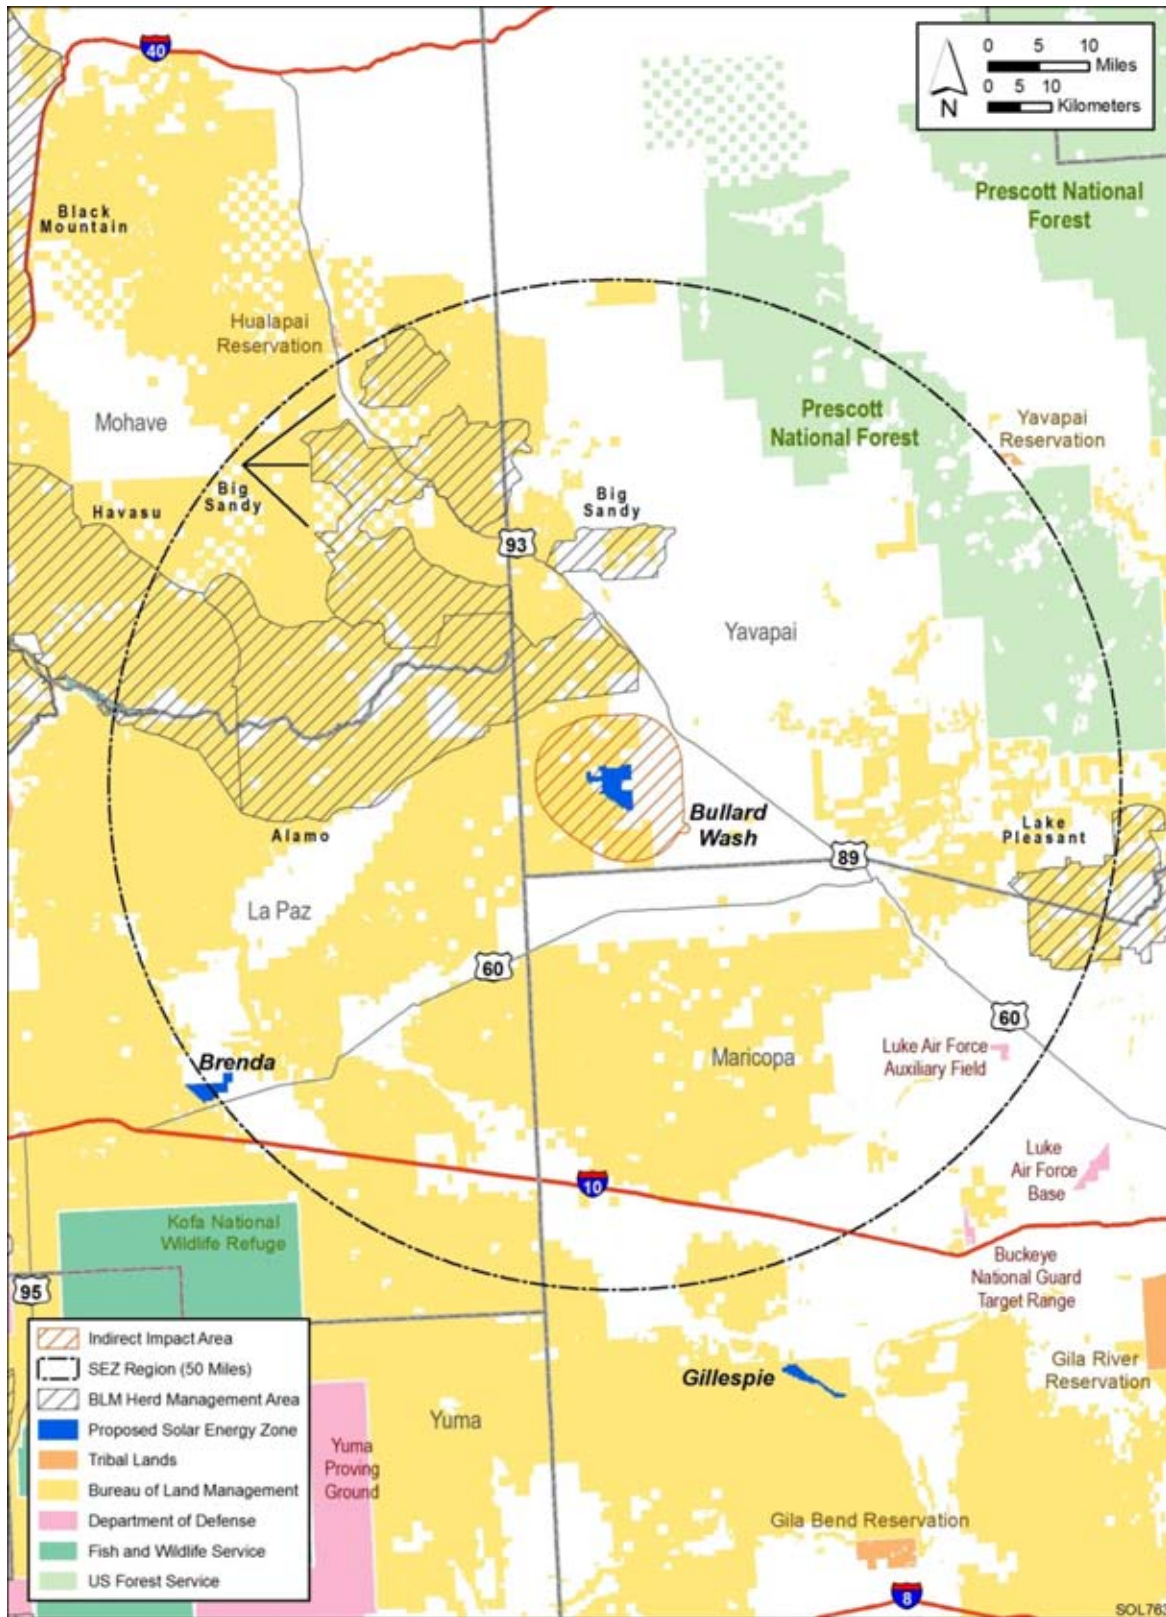 40
0 5 10
Miles
0 5 10
Kilometers
N
Prescott National
Forest
Black
Mountain
Hualapai
Reservation
Mohave
Prescott
National Forest
Yavapai
Reservation
Havasu
Big
Sandy
Big
Sandy
93
Yavapai
Bullard
Wash
Alamo
Lake
Pleasant
89
La Paz
60
60
Brenda
Maricopa
Luke Air Force
Auxiliary Field
Luke
Air Force
Base
10
Kofa National
Wildlife Refuge
Buckeye
National Guard
Target Range
95
Indirect Impact Area
SEZ Region (50 Miles)
BLM Herd Management Area
Proposed Solar Energy Zone
Tribal Lands
Bureau of Land Management
Department of Defense
Fish and Wildlife Service
US Forest Service
Gillespie
Gila River
Reservation
Yuma
Yuma
Proving
Ground
Gila Bend Reservation
8